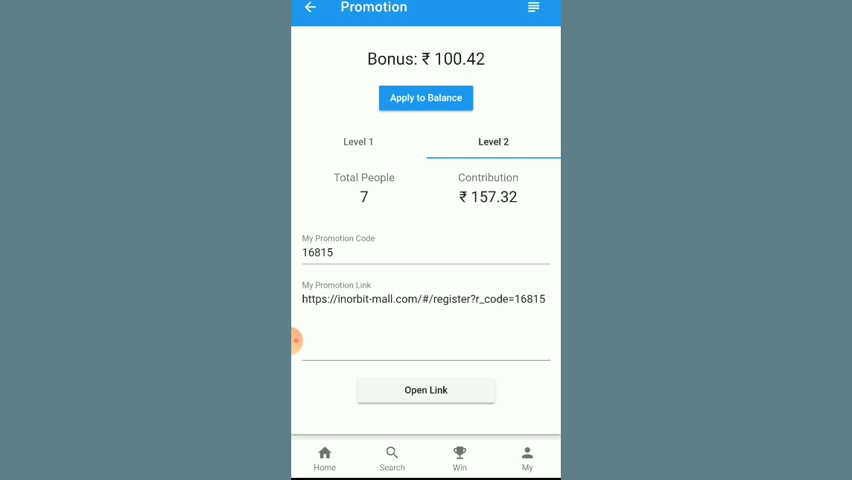 Promotion
Bonus: ₹ 100.42
Apply to Balance
Level 1
Level 2
Total People
Contribution
7
₹ 157.32
My Promotion Code
16815
My Promotion Link
https://inorbit-mall.com/#/register?r_code=16815
Open Link
Home
Search
Win
My